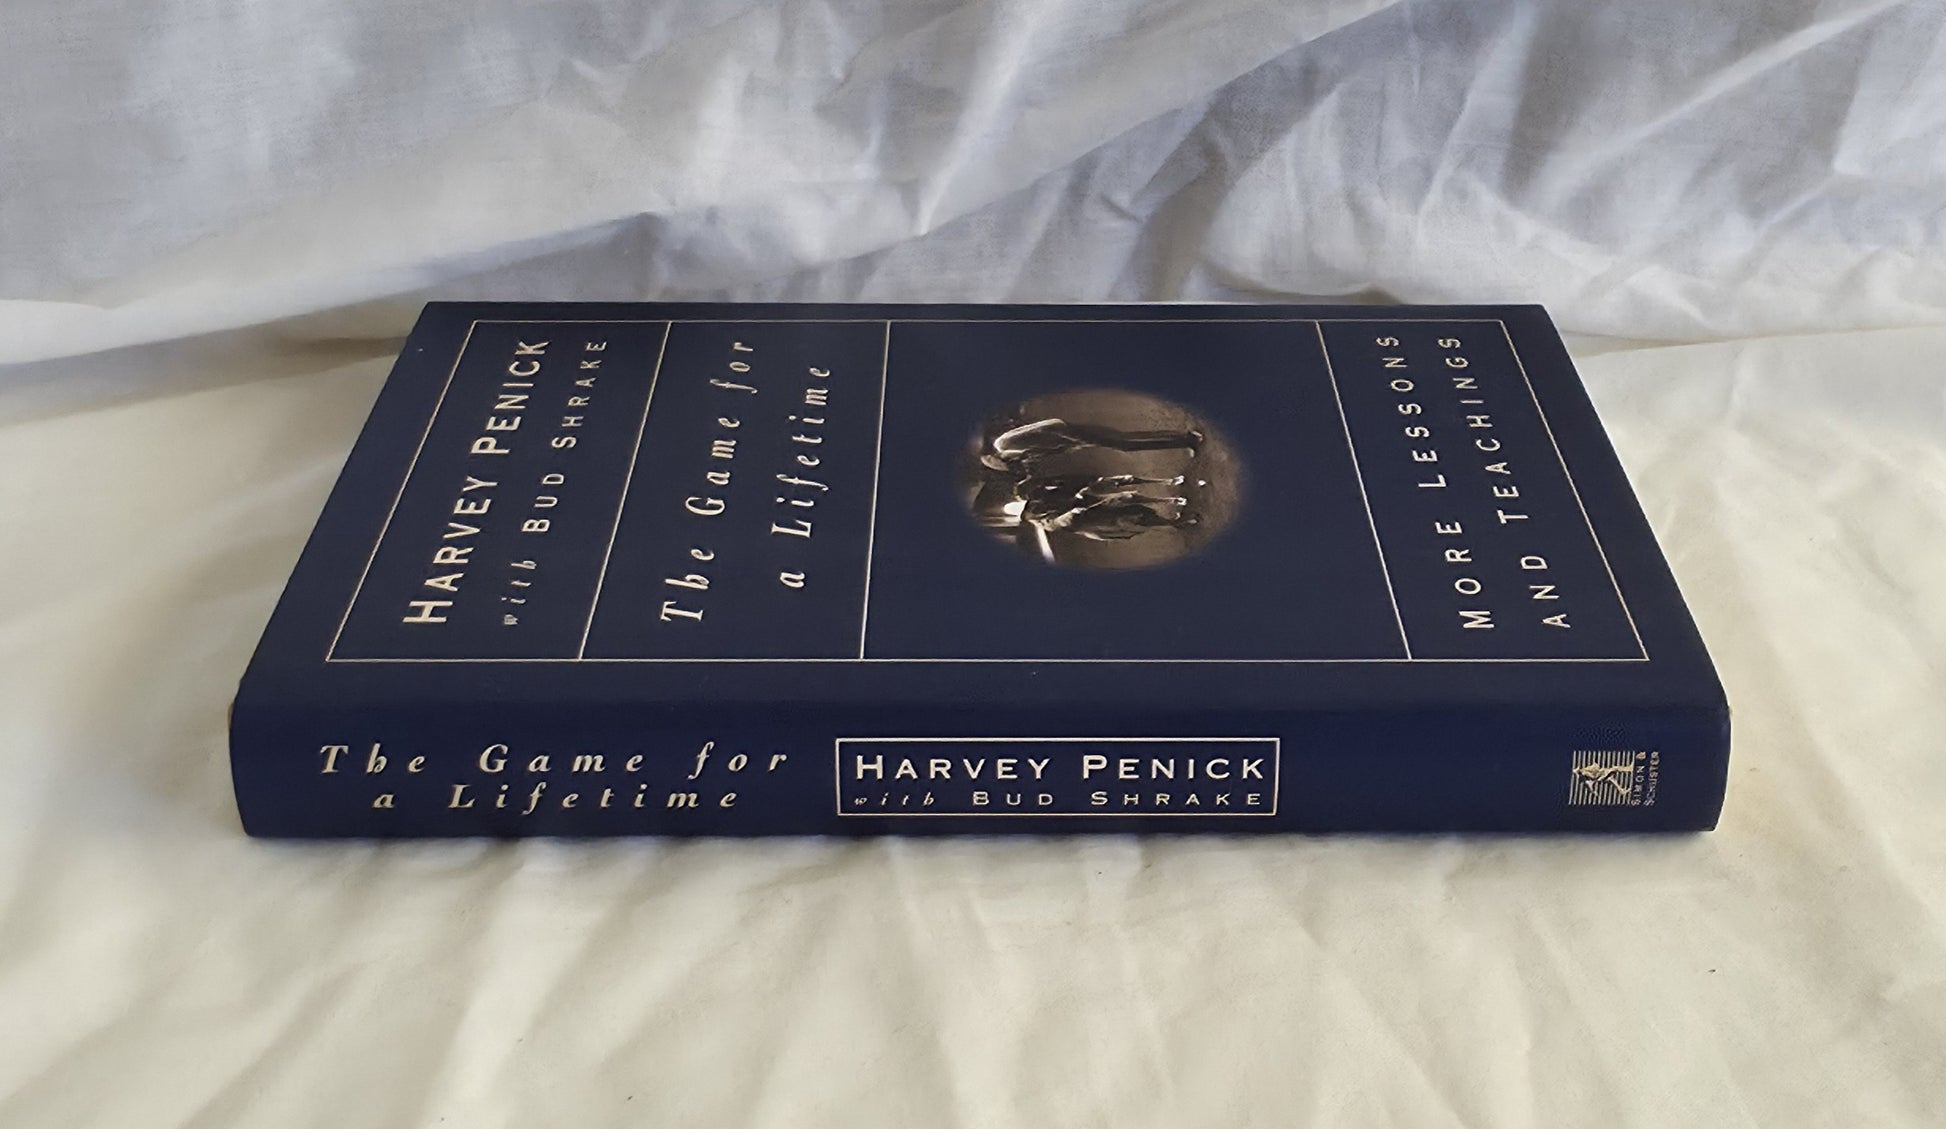 HARVEY PENICK
with BUD SHRAKE
The Game for
a Lifetime
MORE LESSONS
AND TEACHINGS
The Game for
a Lifetime
HARVEY PENICK
with BUD SHRAKE
SIMON &
SCHUSTER